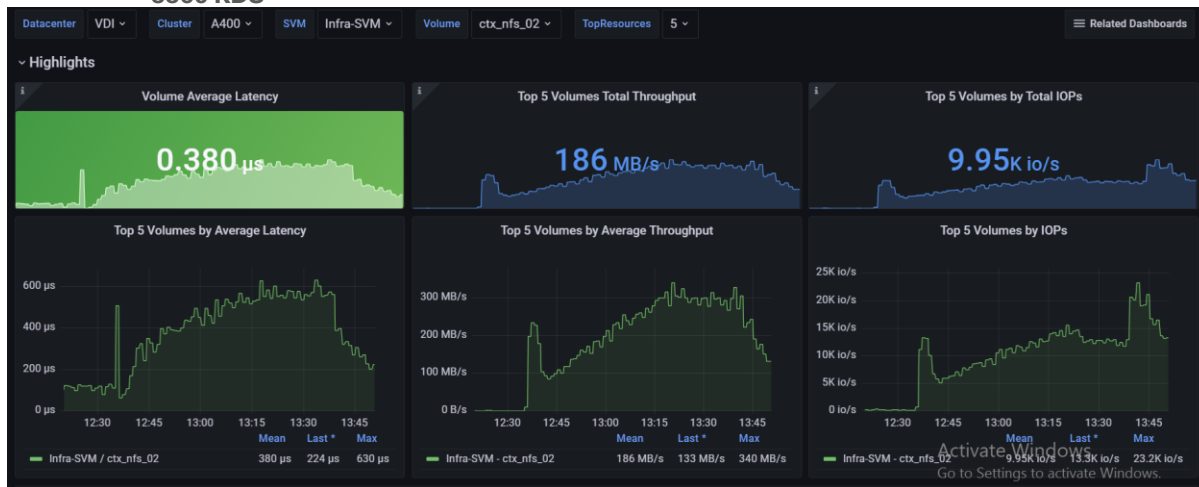 Datacenter VDI Cluster A400 SVM Infra-SVM Volume ctx_nfs_02 TopResources 5 Related Dashboards
Highlights
Volume Average Latency
0.380 µs
Top 5 Volumes Total Throughput
186 MB/s
Top 5 Volumes by Total IOPs
9.95K io/s
Top 5 Volumes by Average Latency
600 µs
400 µs
200 µs
0 µs
12:30 12:45 13:00 13:15 13:30 13:45
Mean Last * Max
Infra-SVM / ctx_nfs_02 380 µs 224 µs 630 µs
Top 5 Volumes by Average Throughput
300 MB/s
200 MB/s
100 MB/s
0 B/s
12:30 12:45 13:00 13:15 13:30 13:45
Mean Last * Max
Infra-SVM - ctx_nfs_02 186 MB/s 133 MB/s 340 MB/s
Top 5 Volumes by IOPs
25K io/s
20K io/s
15K io/s
10K io/s
5K io/s
0 io/s
12:30 12:45 13:00 13:15 13:30 13:45
Mean Last * Max
Infra-SVM - ctx_nfs_02 9.95K io/s 13.3K io/s 23.2K io/s
Activate Windows
Go to Settings to activate Windows.